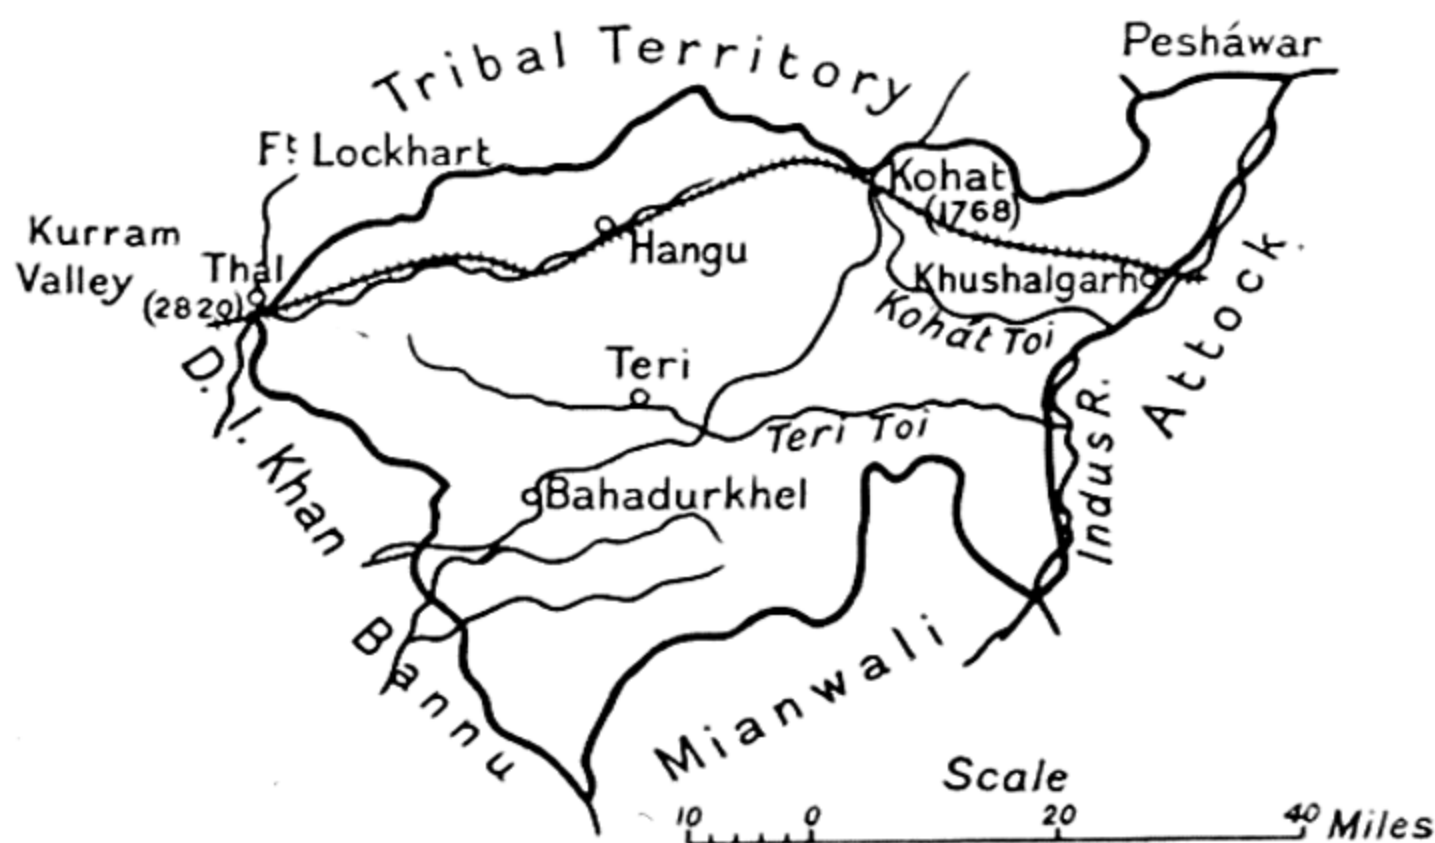 Tribal Territory
Pesháwar
Ft Lockhart
Kohat
(1768)
Kurram
Valley
Thal
(2820)
Hangu
Khushalgarh
Kohát Toi
Attock
D. I. Khan
Teri
Teri Toi
Indus R.
Bahadurkhel
Bannu
Mianwali
Scale
10 0 20 40 Miles